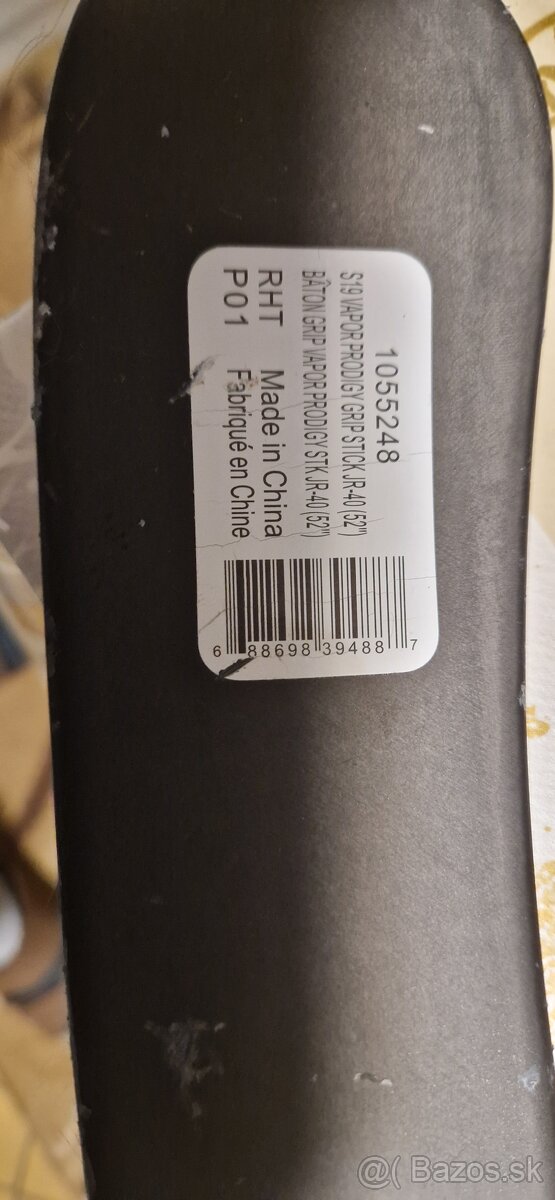 1055248
S19 VAPOR PRODIGY GRIP STICK JR-40 (52")
BÂTON GRIP VAPOR PRODIGY STK JR-40 (52")
RHT Made in China
P01 Fabriqué en Chine
6 88698 39488 7
@( Bazos.sk